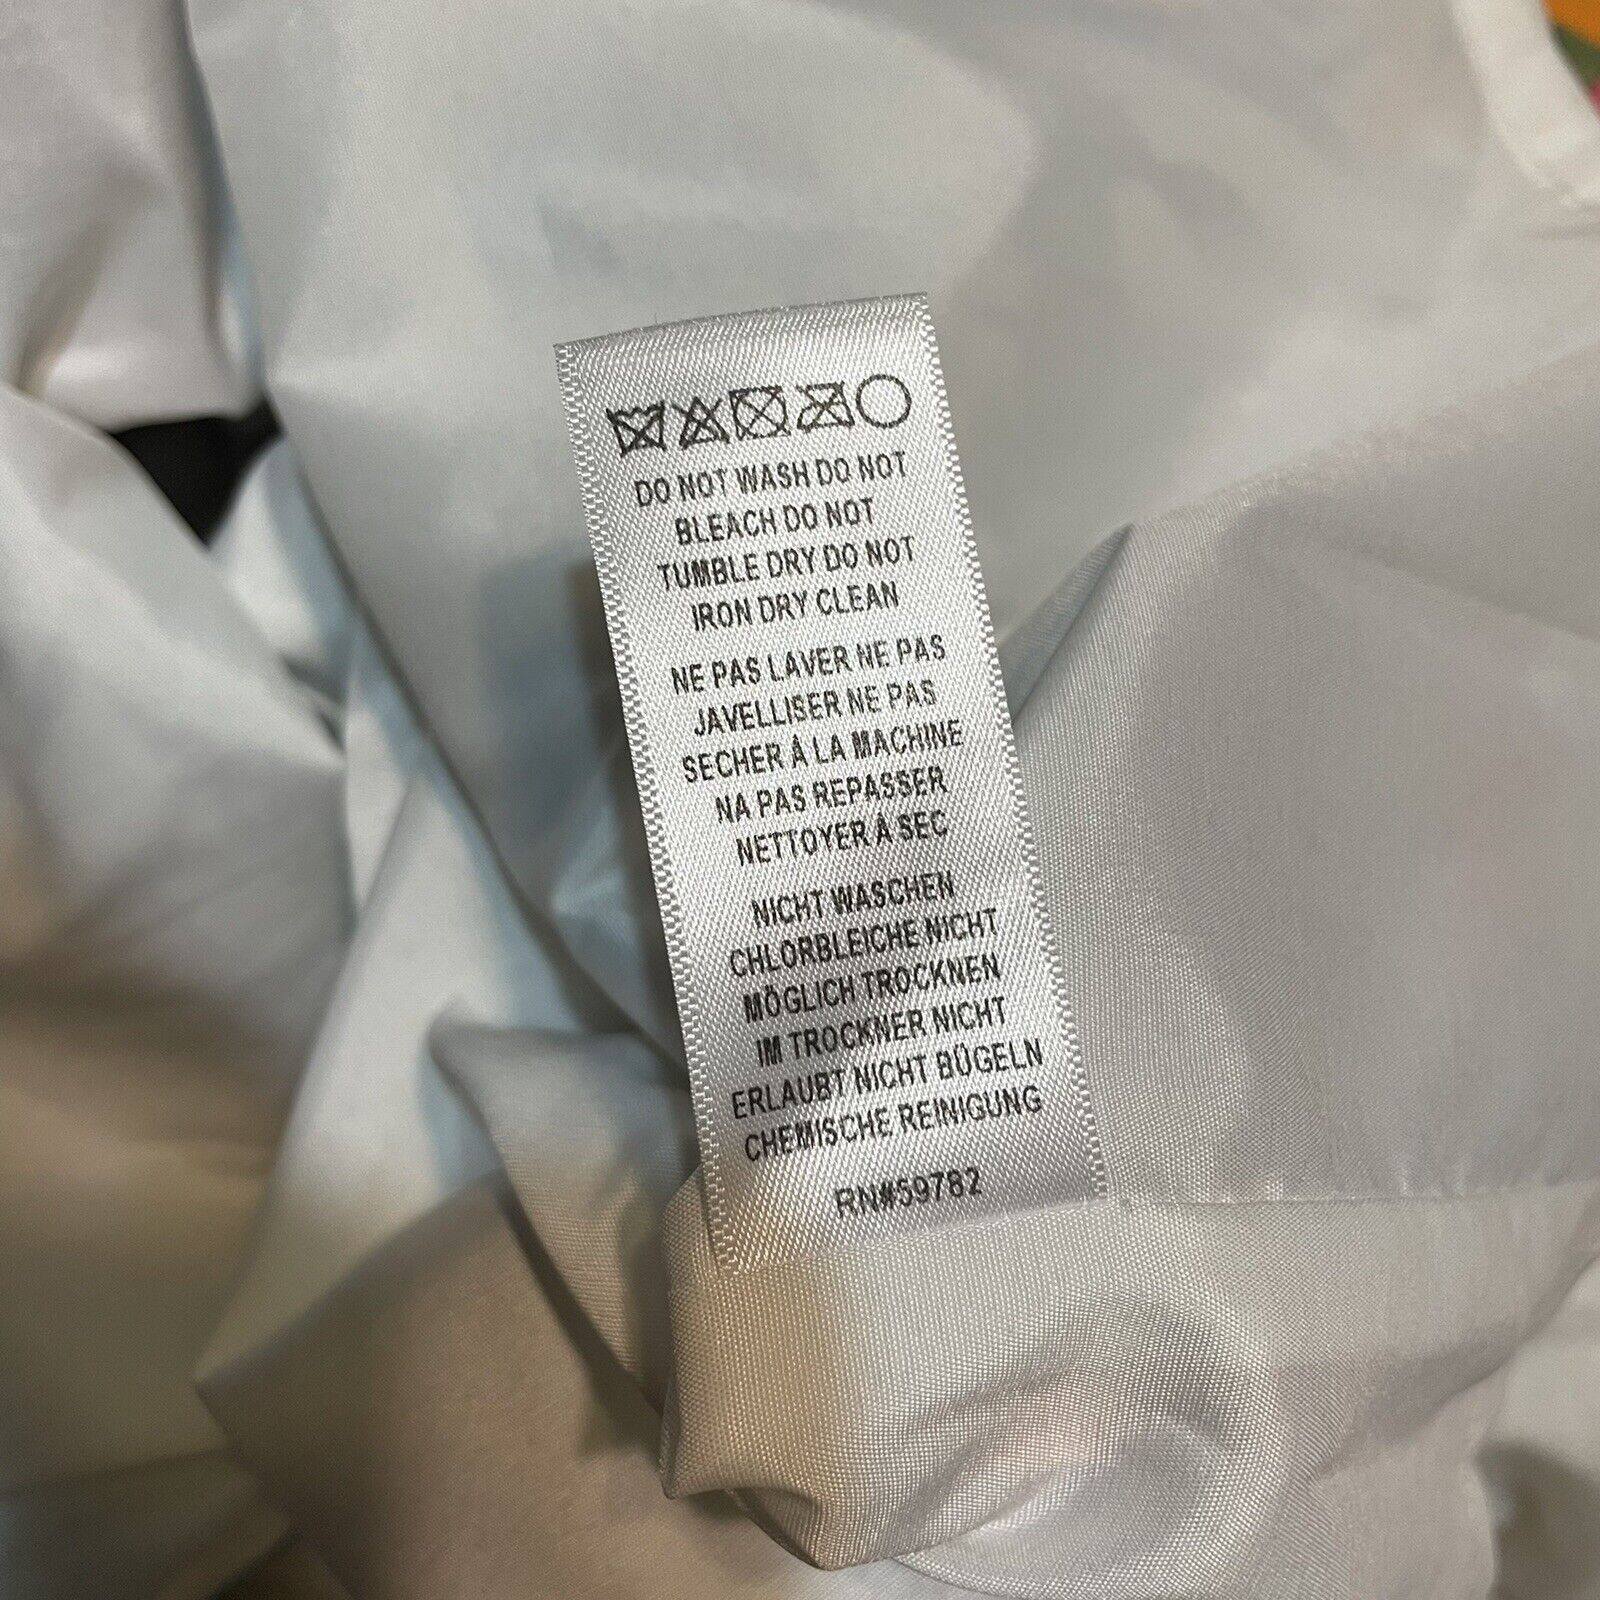 DO NOT WASH DO NOT
BLEACH DO NOT
TUMBLE DRY DO NOT
IRON DRY CLEAN
NE PAS LAVER NE PAS
JAVELLISER NE PAS
SECHER À LA MACHINE
NA PAS REPASSER
NETTOYER À SEC
NICHT WASCHEN
CHLORBLEICHE NICHT
MÖGLICH TROCKNEN
IM TROCKNER NICHT
ERLAUBT NICHT BÜGELN
CHEMISCHE REINIGUNG
RN#59782